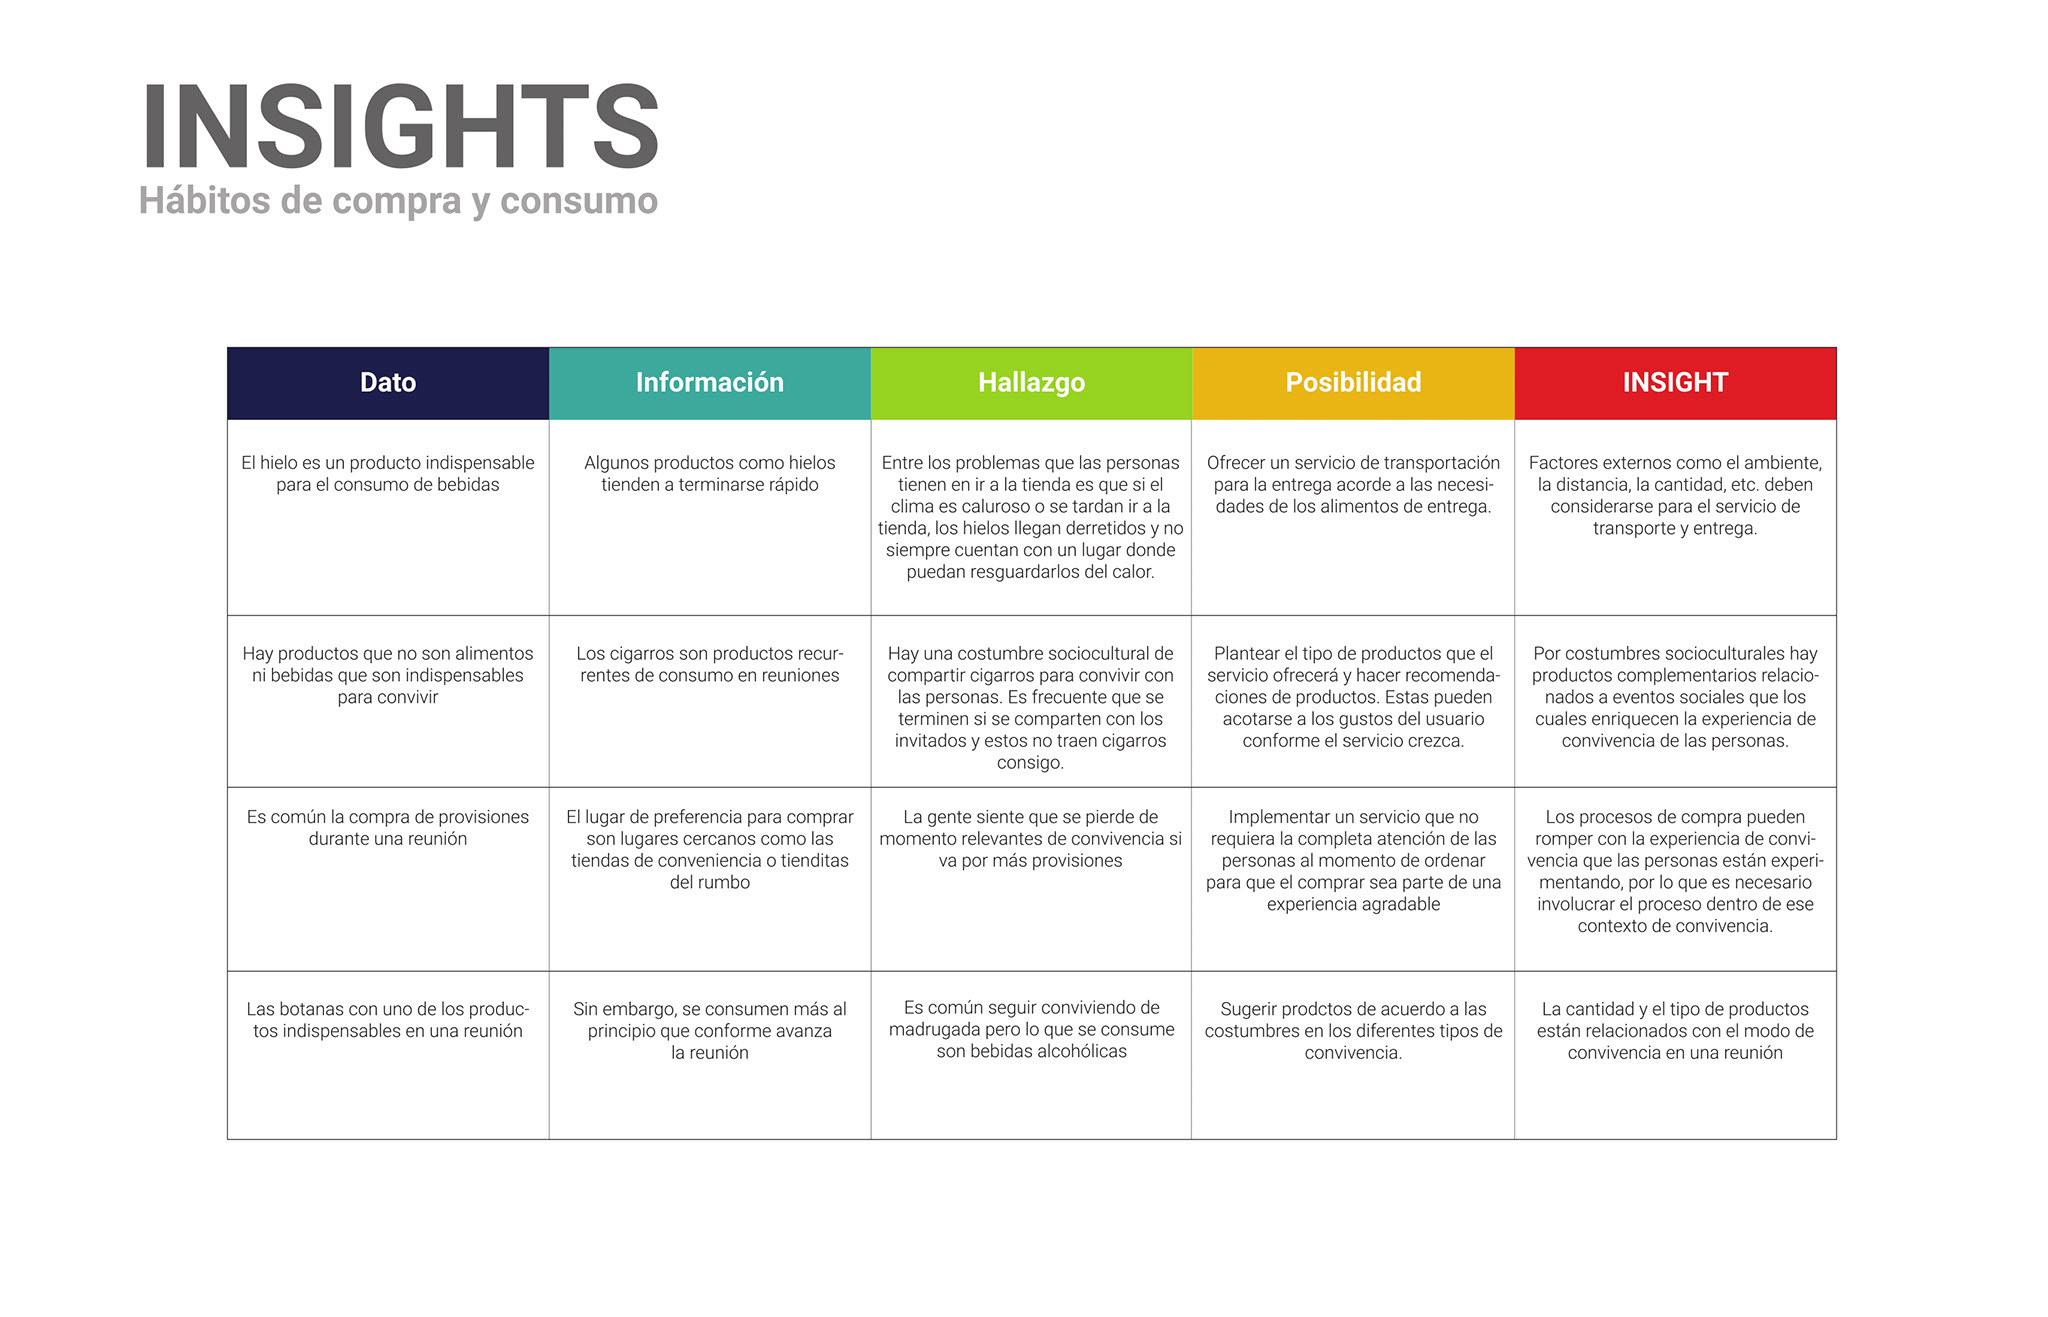 INSIGHTS
Hábitos de compra y consumo
Dato
Información
Hallazgo
Posibilidad
INSIGHT
El hielo es un producto indispensable
para el consumo de bebidas
Algunos productos como hielos
tienden a terminarse rápido
Entre los problemas que las personas
tienen en ir a la tienda es que si el
clima es caluroso o se tardan ir a la
tienda, los hielos llegan derretidos y no
siempre cuentan con un lugar donde
puedan resguardarlos del calor.
Ofrecer un servicio de transportación
para la entrega acorde a las necesi-
dades de los alimentos de entrega.
Factores externos como el ambiente,
la distancia, la cantidad, etc. deben
considerarse para el servicio de
transporte y entrega.
Hay productos que no son alimentos
ni bebidas que son indispensables
para convivir
Los cigarros son productos recur-
rentes de consumo en reuniones
Hay una costumbre sociocultural de
compartir cigarros para convivir con
las personas. Es frecuente que se
terminen si se comparten con los
invitados y estos no traen cigarros
consigo.
Plantear el tipo de productos que el
servicio ofrecerá y hacer recomenda-
ciones de productos. Estas pueden
acotarse a los gustos del usuario
conforme el servicio crezca.
Por costumbres socioculturales hay
productos complementarios relacio-
nados a eventos sociales que los
cuales enriquecen la experiencia de
convivencia de las personas.
Es común la compra de provisiones
durante una reunión
El lugar de preferencia para comprar
son lugares cercanos como las
tiendas de conveniencia o tienditas
del rumbo
La gente siente que se pierde de
momento relevantes de convivencia si
va por más provisiones
Implementar un servicio que no
requiera la completa atención de las
personas al momento de ordenar
para que el comprar sea parte de una
experiencia agradable
Los procesos de compra pueden
romper con la experiencia de convi-
vencia que las personas están experi-
mentando, por lo que es necesario
involucrar el proceso dentro de ese
contexto de convivencia.
Las botanas con uno de los produc-
tos indispensables en una reunión
Sin embargo, se consumen más al
principio que conforme avanza
la reunión
Es común seguir conviviendo de
madrugada pero lo que se consume
son bebidas alcohólicas
Sugerir prodctos de acuerdo a las
costumbres en los diferentes tipos de
convivencia.
La cantidad y el tipo de productos
están relacionados con el modo de
convivencia en una reunión